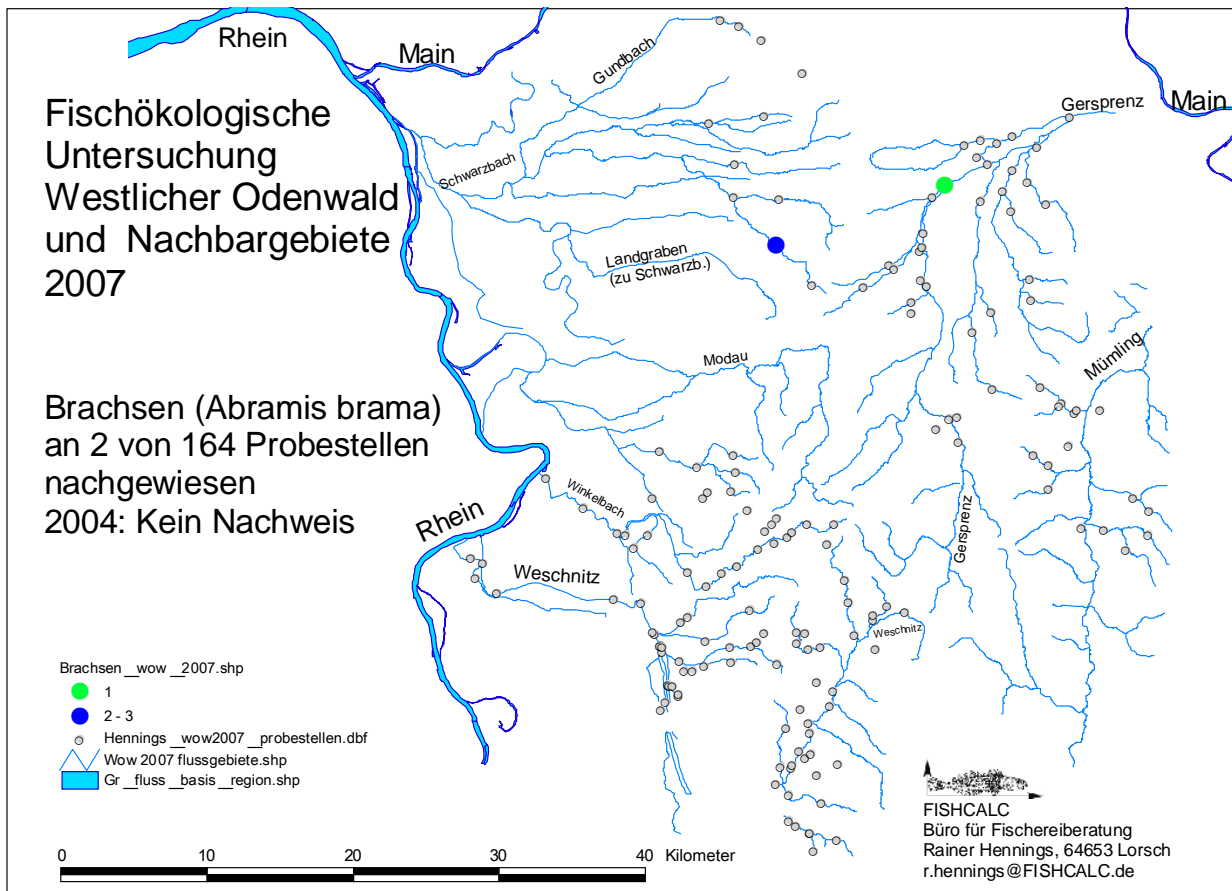 Rhein
Main
Gundbach
Gersprenz
Main
Fischökologische
Untersuchung
Westlicher Odenwald
und Nachbargebiete
2007
Schwarzbach
Landgraben
(zu Schwarzb.)
Modau
Mümling
Brachsen (Abramis brama)
an 2 von 164 Probestellen
nachgewiesen
2004: Kein Nachweis
Winkelbach
Rhein
Gersprenz
Weschnitz
Weschnitz
Brachsen__wow__2007.shp
1
2 - 3
Hennings__wow2007__probestellen.dbf
Wow 2007 flussgebiete.shp
Gr__fluss__basis__region.shp
0 10 20 30 40 Kilometer
FISHCALC
Büro für Fischereiberatung
Rainer Hennings, 64653 Lorsch
r.hennings@FISHCALC.de